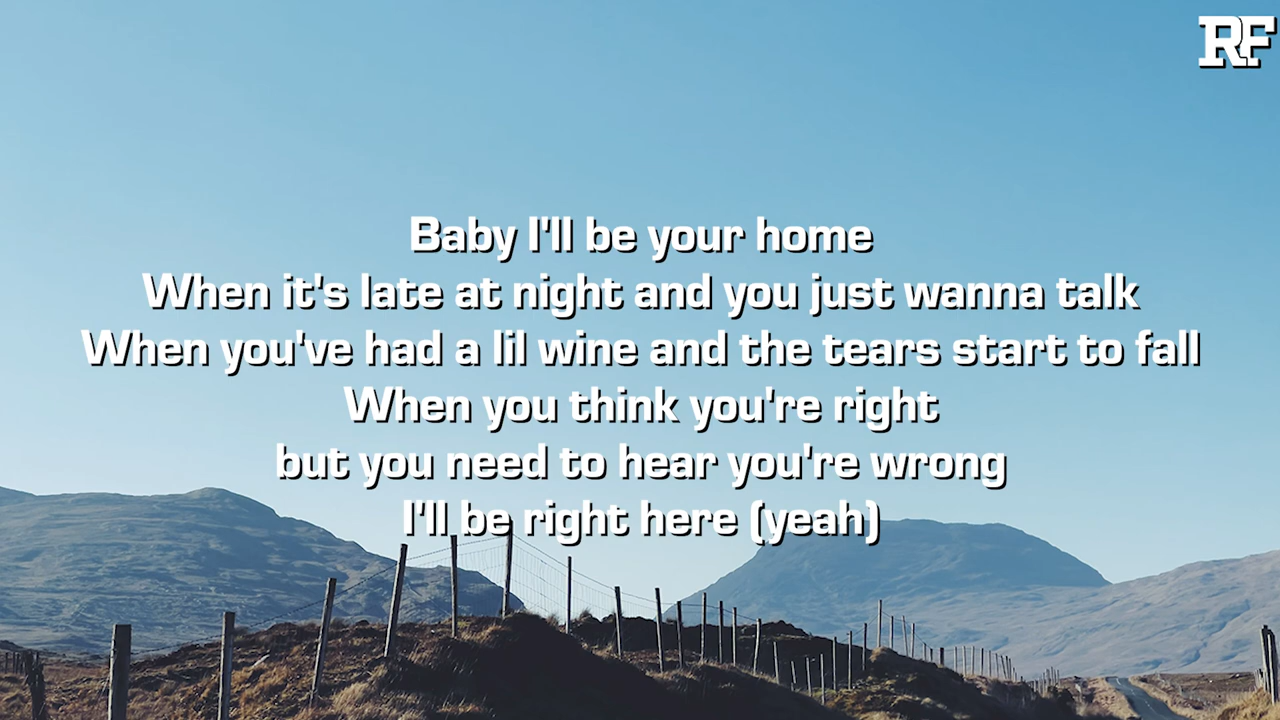 RF
Baby I'll be your home
When it's late at night and you just wanna talk
When you've had a lil wine and the tears start to fall
When you think you're right
but you need to hear you're wrong
I'll be right here (yeah)